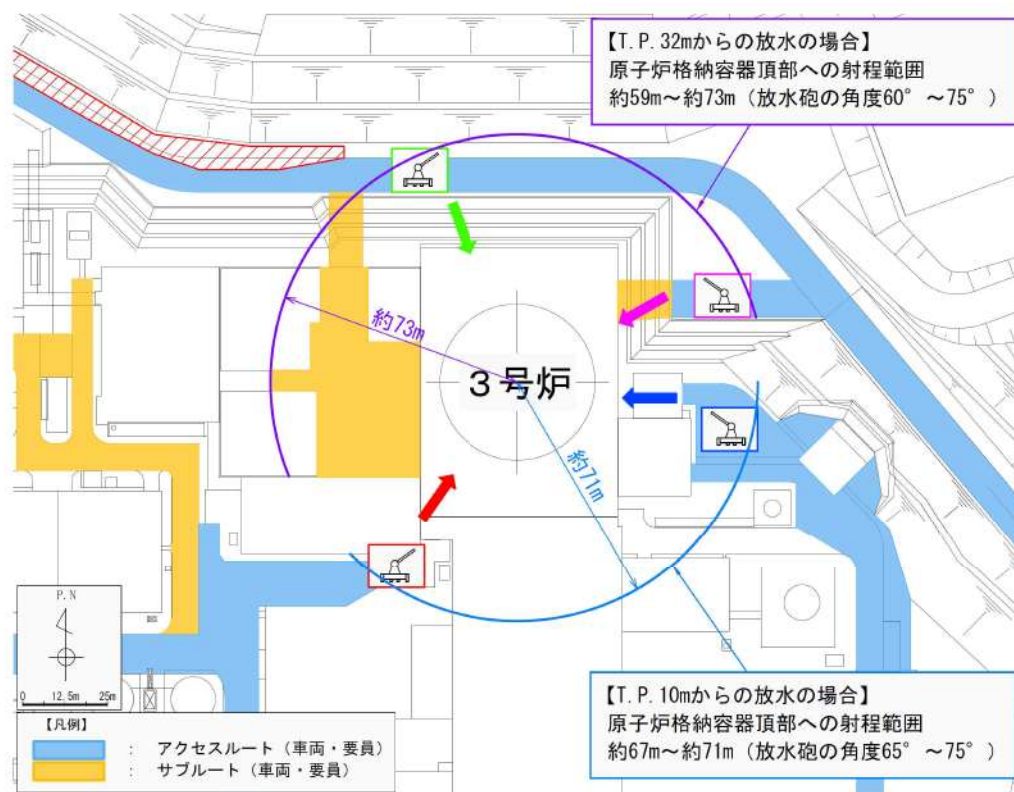 【T.P.32mからの放水の場合】
原子炉格納容器頂部への射程範囲
約59m～約73m（放水砲の角度60°～75°）
約73m
３号炉
約71m
P.N
0 12.5m 25m
【凡例】
： アクセスルート（車両・要員）
： サブルート（車両・要員）
【T.P.10mからの放水の場合】
原子炉格納容器頂部への射程範囲
約67m～約71m（放水砲の角度65°～75°）